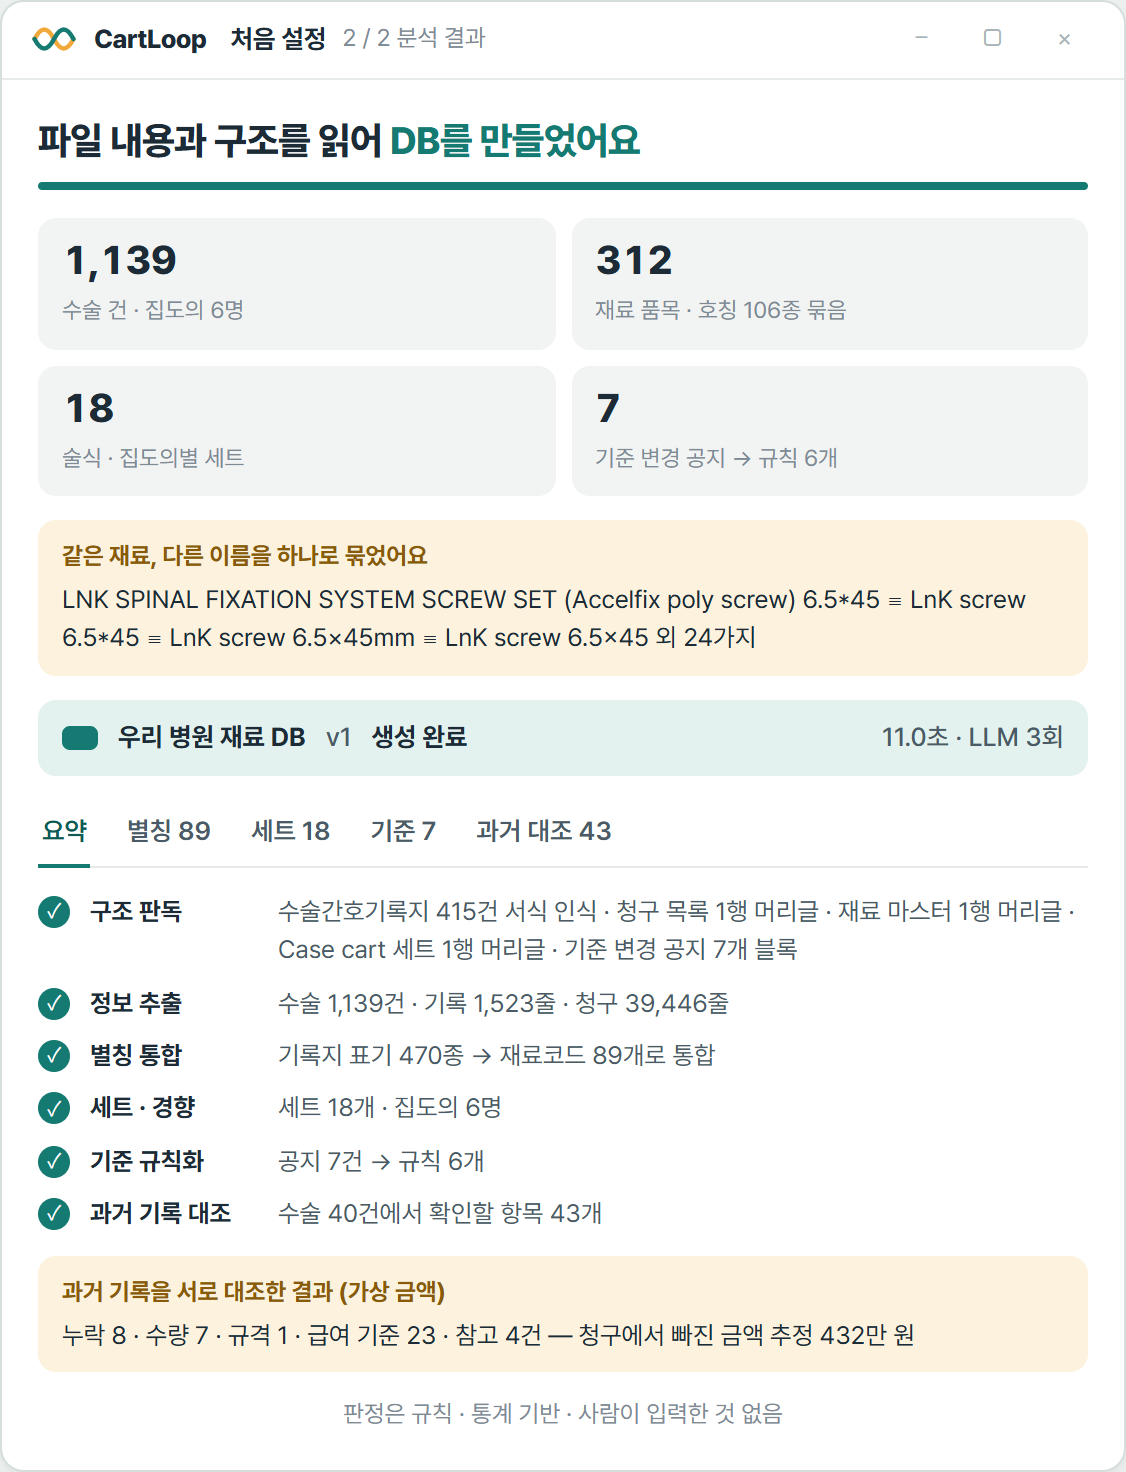 CartLoop 처음 설정 2 / 2 분석 결과
파일 내용과 구조를 읽어 DB를 만들었어요
1,139
수술 건 · 집도의 6명
312
재료 품목 · 호칭 106종 묶음
18
술식 · 집도의별 세트
7
기준 변경 공지 → 규칙 6개
같은 재료, 다른 이름을 하나로 묶었어요
LNK SPINAL FIXATION SYSTEM SCREW SET (Accelfix poly screw) 6.5*45 ≡ LnK screw
6.5*45 ≡ LnK screw 6.5×45mm ≡ LnK screw 6.5×45 외 24가지
우리 병원 재료 DB v1 생성 완료 11.0초 · LLM 3회
요약 별칭 89 세트 18 기준 7 과거 대조 43
구조 판독 수술간호기록지 415건 서식 인식 · 청구 목록 1행 머리글 · 재료 마스터 1행 머리글 ·
Case cart 세트 1행 머리글 · 기준 변경 공지 7개 블록
정보 추출 수술 1,139건 · 기록 1,523줄 · 청구 39,446줄
별칭 통합 기록지 표기 470종 → 재료코드 89개로 통합
세트 · 경향 세트 18개 · 집도의 6명
기준 규칙화 공지 7건 → 규칙 6개
과거 기록 대조 수술 40건에서 확인할 항목 43개
과거 기록을 서로 대조한 결과 (가상 금액)
누락 8 · 수량 7 · 규격 1 · 급여 기준 23 · 참고 4건 — 청구에서 빠진 금액 추정 432만 원
판정은 규칙 · 통계 기반 · 사람이 입력한 것 없음